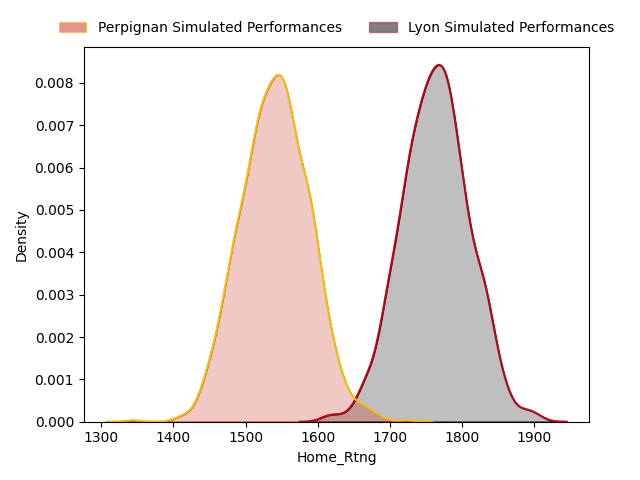 Perpignan Simulated Performances
Lyon Simulated Performances
0.008
0.007
0.006
0.005
0.004
0.003
0.002
0.001
0.000
Density
1300 1400 1500 1600 1700 1800 1900
Home_Rtng